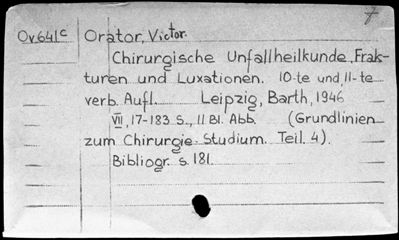 Ov641c Orator, Victor.
Chirurgische Unfallheilkunde, Frak-
turen und Luxationen. 10-te und 11-te
verb. Aufl. Leipzig, Barth, 1946
VII, 17-183 S., 11 Bl. Abb. (Grundlinien
zum Chirurgie-Studium. Teil. 4).
Bibliogr. s. 181.